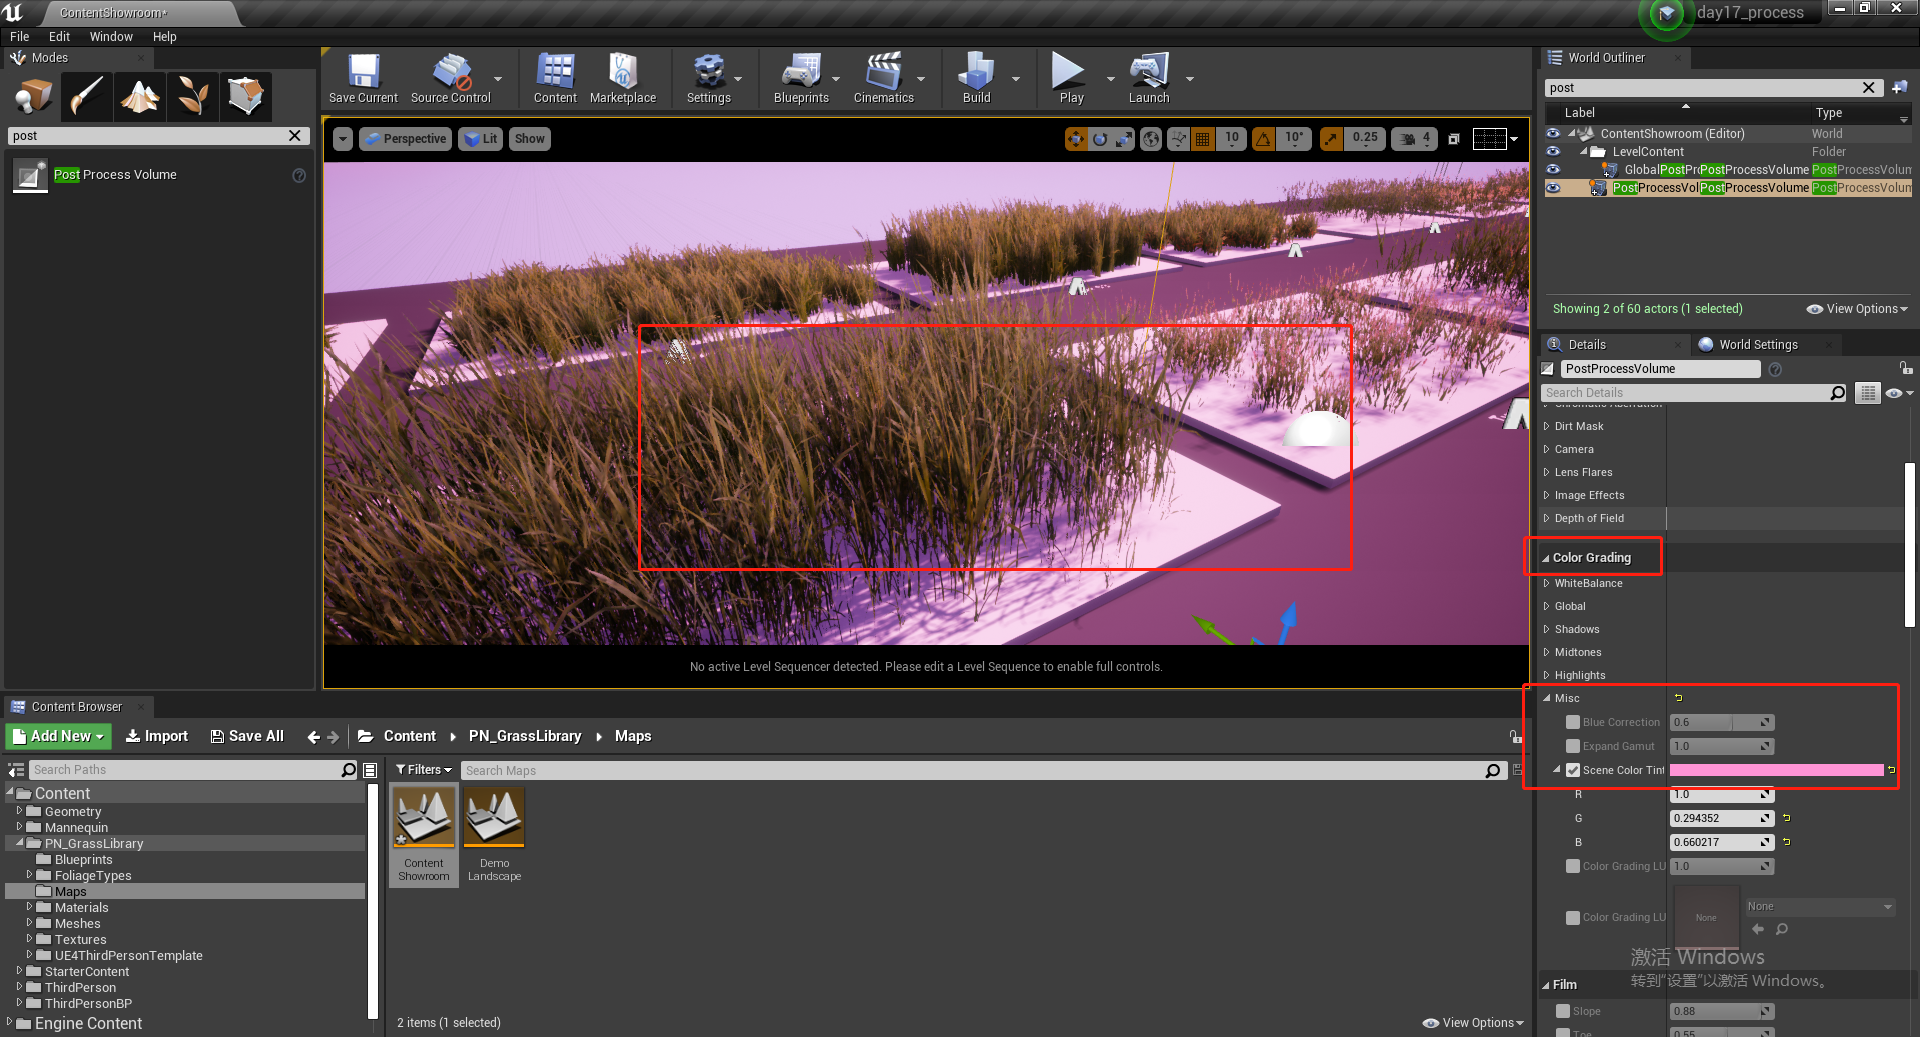 ContentShowroom*
day17_process
File Edit Window Help
Modes
post
Post Process Volume
Save Current
Source Control
Content
Marketplace
Settings
Blueprints
Cinematics
Build
Play
Launch
Perspective
Lit
Show
10
10°
0.25
4
No active Level Sequencer detected. Please edit a Level Sequence to enable full controls.
World Outliner
post
Label Type
ContentShowroom (Editor) World
LevelContent Folder
GlobalPostPrPostProcessVolume PostProcessVolum
PostProcessVolPostProcessVolume PostProcessVolum
Showing 2 of 60 actors (1 selected)
View Options
Details
World Settings
PostProcessVolume
Search Details
Chromatic Aberration
Dirt Mask
Camera
Lens Flares
Image Effects
Depth of Field
Color Grading
WhiteBalance
Global
Shadows
Midtones
Highlights
Misc
Blue Correction 0.6
Expand Gamut 1.0
Scene Color Tint
R 1.0
G 0.294352
B 0.660217
Color Grading LU 1.0
Color Grading LU None None
Film
Slope 0.88
Toe 0.55
激活 Windows
转到“设置”以激活 Windows。
Content Browser
Add New
Import
Save All
Content
PN_GrassLibrary
Maps
Search Paths
Filters
Search Maps
Content
Geometry
Mannequin
PN_GrassLibrary
Blueprints
FoliageTypes
Maps
Materials
Meshes
Textures
UE4ThirdPersonTemplate
StarterContent
ThirdPerson
ThirdPersonBP
Engine Content
Content
Showroom
Demo
Landscape
2 items (1 selected)
View Options